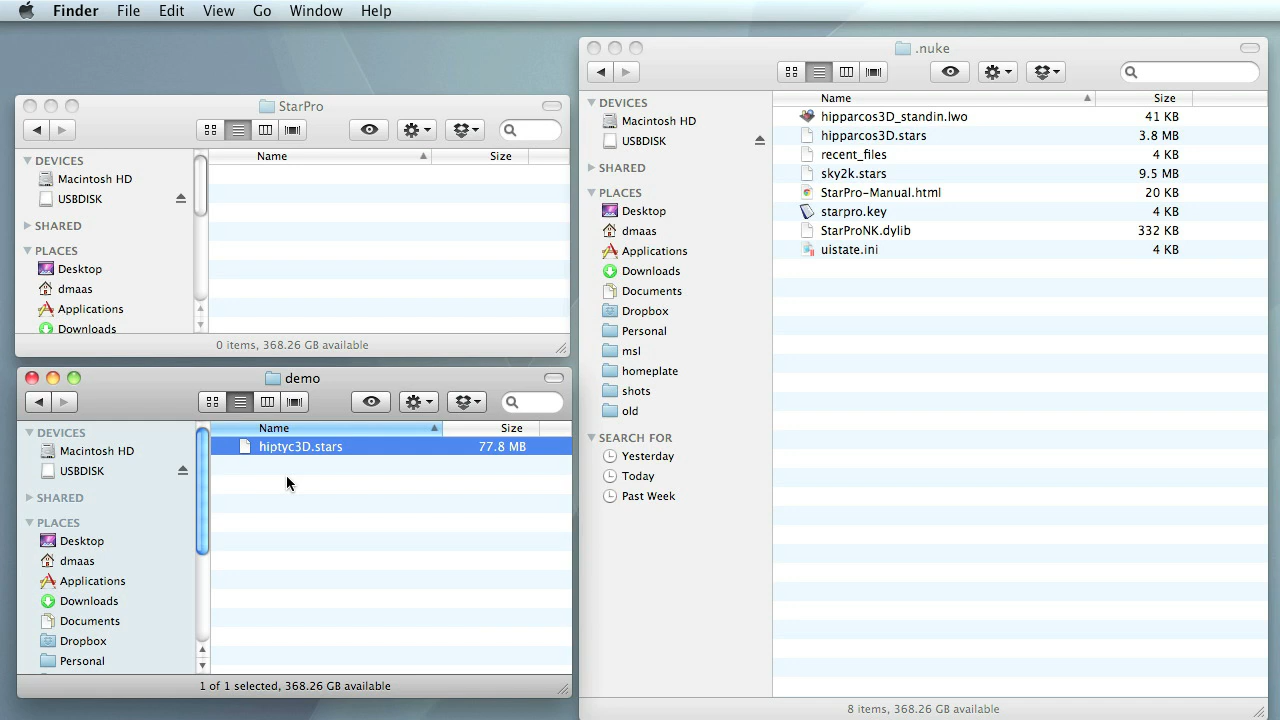 Finder File Edit View Go Window Help
StarPro
Name Size
DEVICES
Macintosh HD
USBDISK
SHARED
PLACES
Desktop
dmaas
Applications
Downloads
0 items, 368.26 GB available
demo
Name Size
DEVICES
hiptyc3D.stars 77.8 MB
Macintosh HD
USBDISK
SHARED
PLACES
Desktop
dmaas
Applications
Downloads
Documents
Dropbox
Personal
1 of 1 selected, 368.26 GB available
.nuke
Name Size
DEVICES
Macintosh HD
USBDISK
SHARED
PLACES
Desktop
dmaas
Applications
Downloads
Documents
Dropbox
Personal
msl
homeplate
shots
old
SEARCH FOR
Yesterday
Today
Past Week
hipparcos3D_standin.lwo 41 KB
hipparcos3D.stars 3.8 MB
recent_files 4 KB
sky2k.stars 9.5 MB
StarPro-Manual.html 20 KB
starpro.key 4 KB
StarProNK.dylib 332 KB
uistate.ini 4 KB
8 items, 368.26 GB available